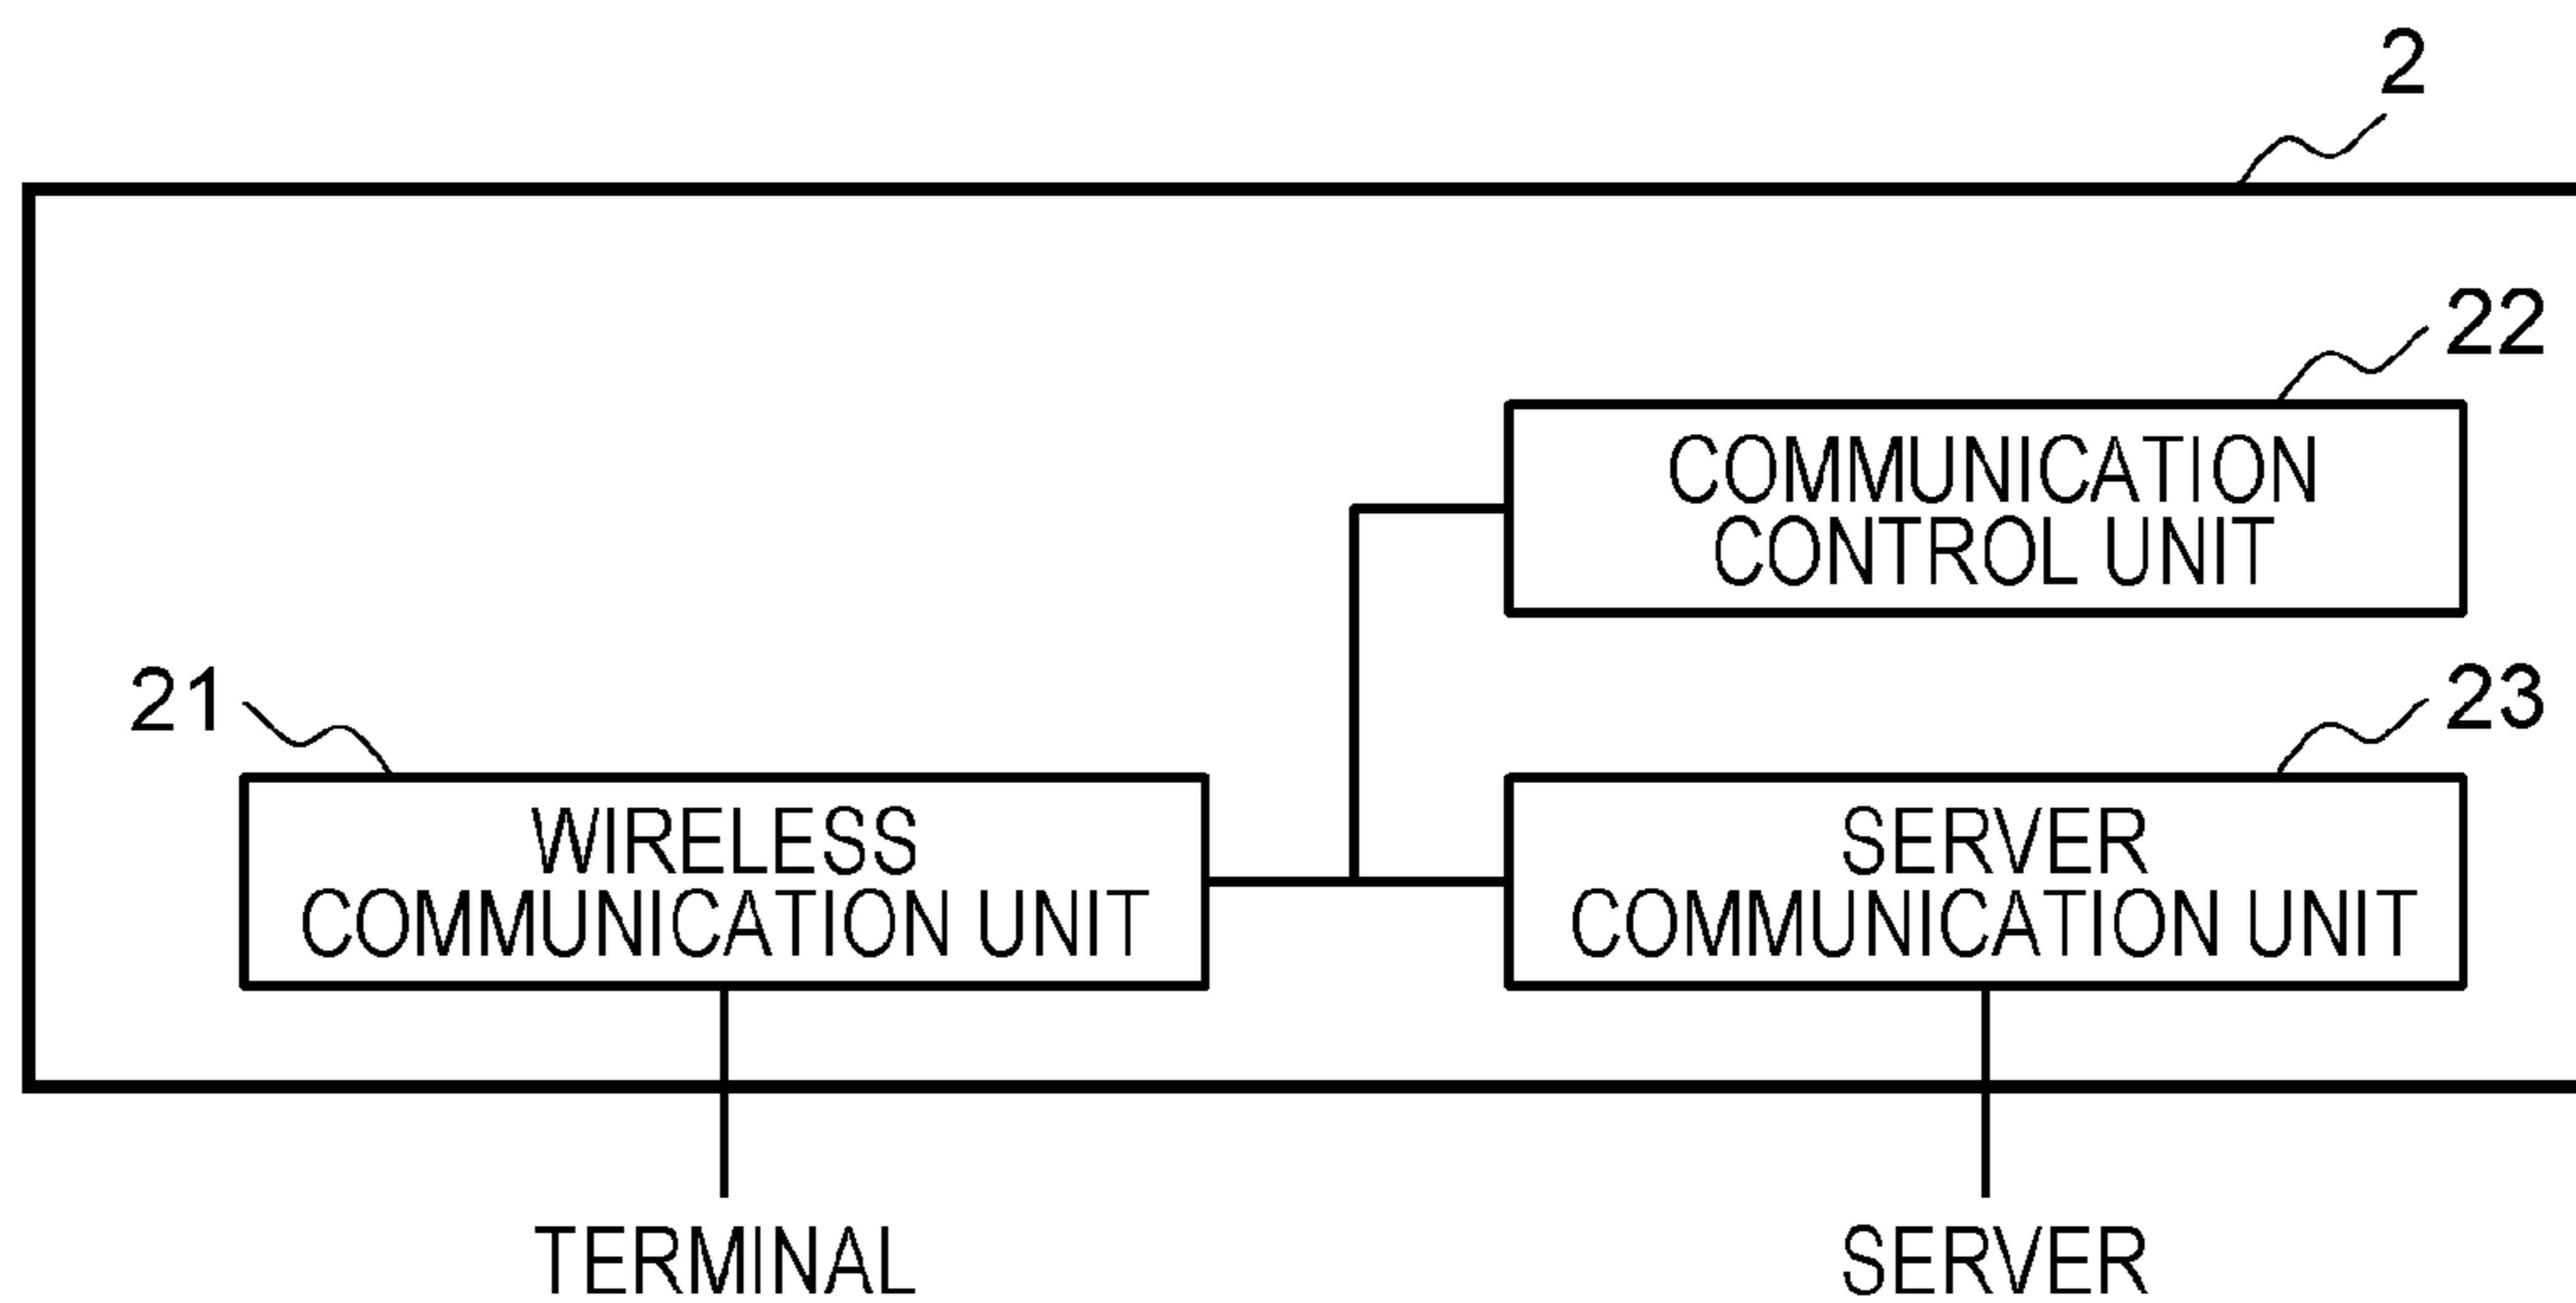 2
22
COMMUNICATION
CONTROL UNIT
21
23
WIRELESS
COMMUNICATION UNIT
SERVER
COMMUNICATION UNIT
TERMINAL
SERVER